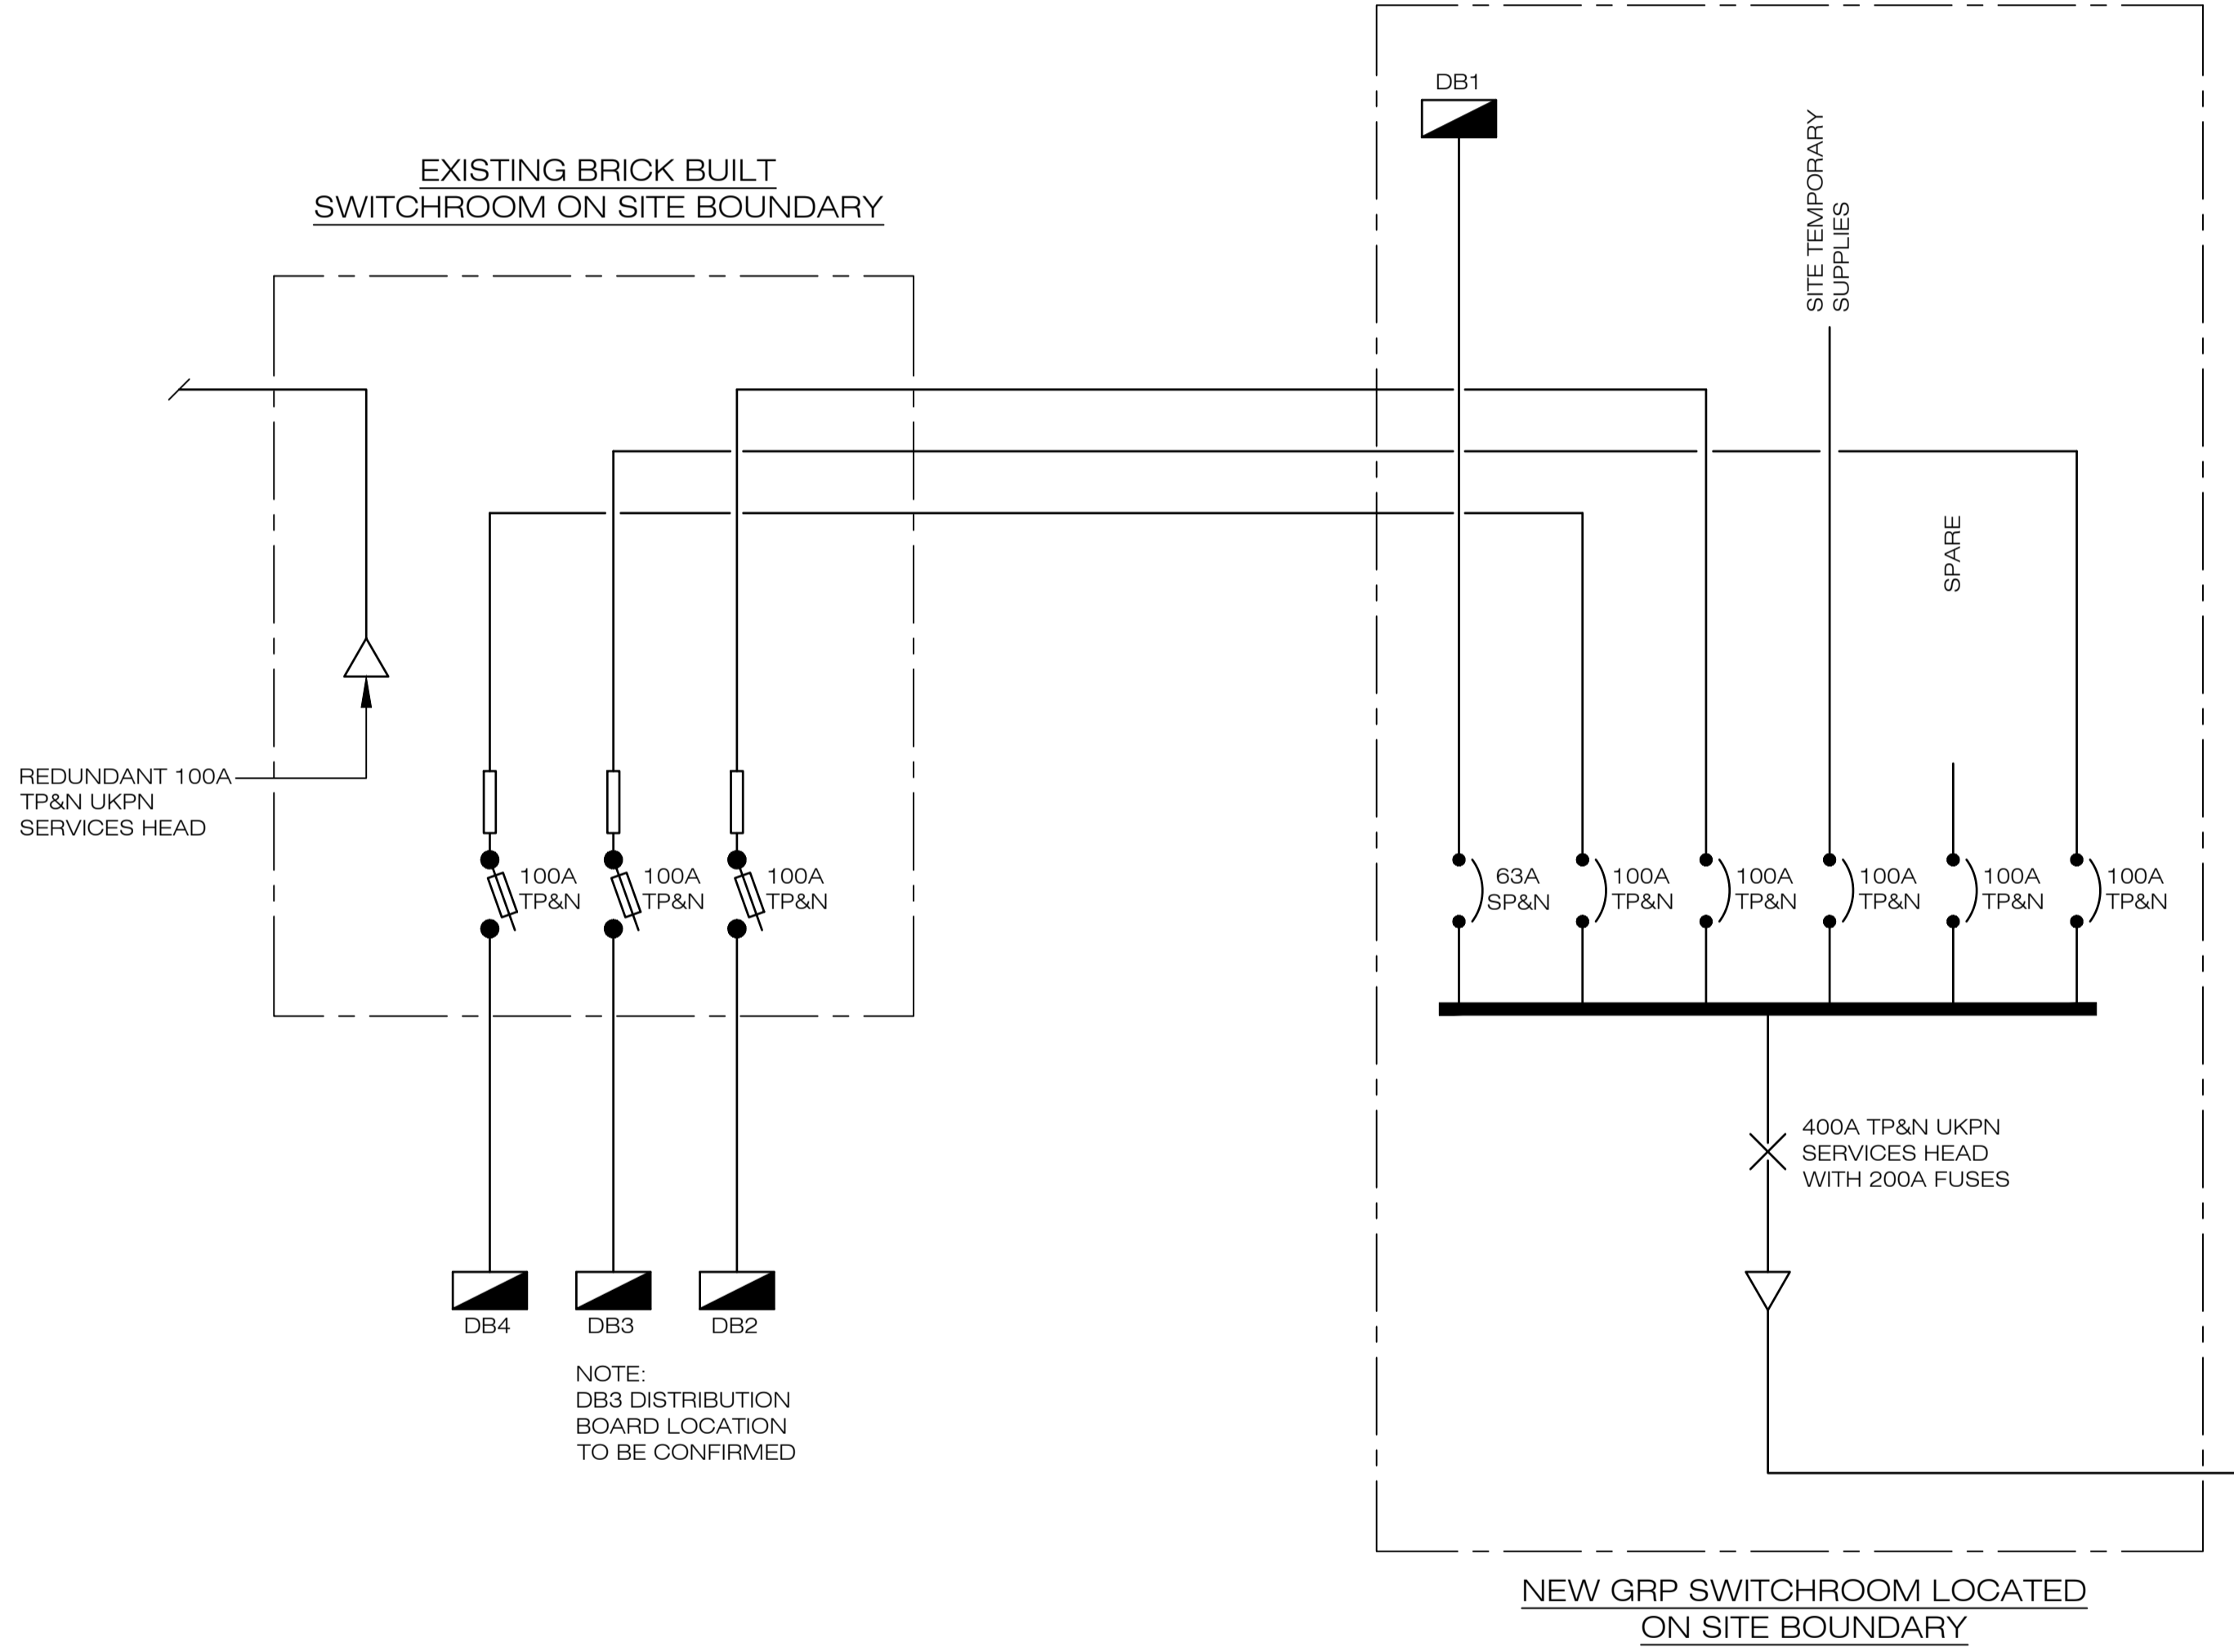 EXISTING BRICK BUILT
SWITCHROOM ON SITE BOUNDARY
REDUNDANT 100A
TP&N UKPN
SERVICES HEAD
100A
TP&N
100A
TP&N
100A
TP&N
DB4
DB3
DB2
NOTE:
DB3 DISTRIBUTION
BOARD LOCATION
TO BE CONFIRMED
DB1
SITE TEMPORARY
SUPPLIES
SPARE
63A
SP&N
100A
TP&N
100A
TP&N
100A
TP&N
100A
TP&N
100A
TP&N
400A TP&N UKPN
SERVICES HEAD
WITH 200A FUSES
NEW GRP SWITCHROOM LOCATED
ON SITE BOUNDARY